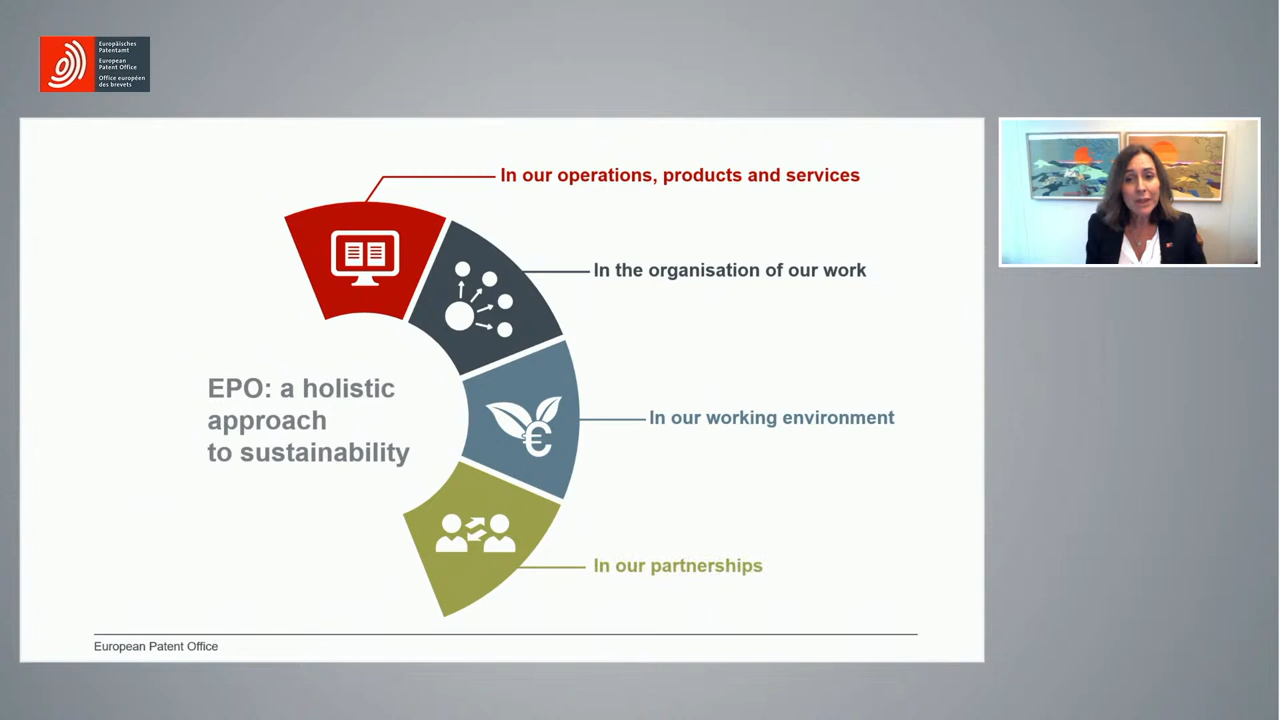 Europäisches
Patentamt
European
Patent Office
Office européen
des brevets
In our operations, products and services
In the organisation of our work
EPO: a holistic
approach
to sustainability
In our working environment
In our partnerships
European Patent Office